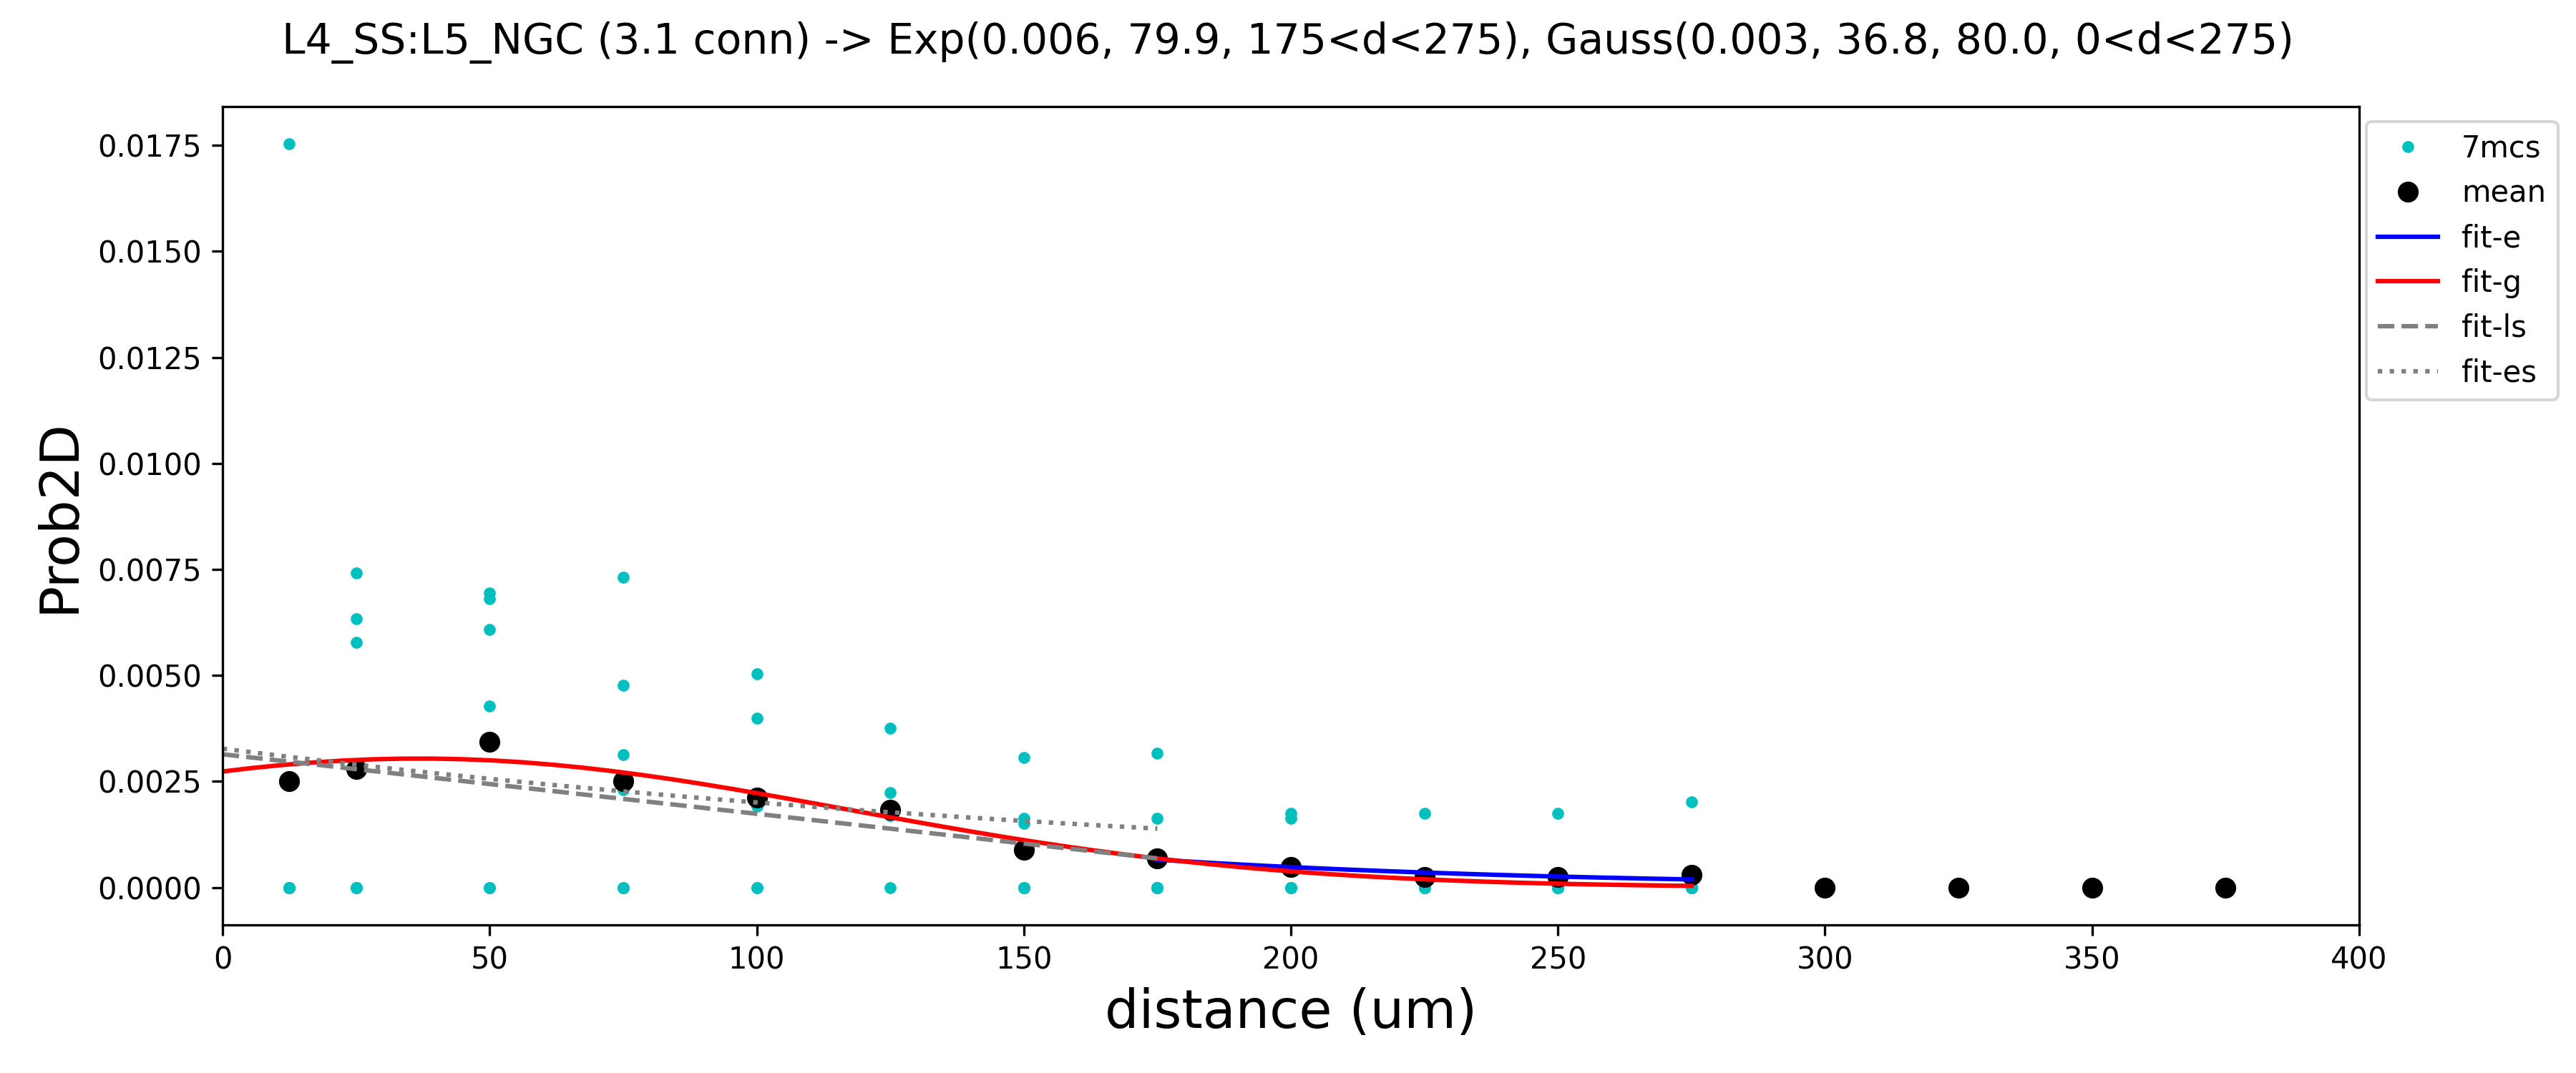 L4_SS:L5_NGC (3.1 conn) -> Exp(0.006, 79.9, 175<d<275), Gauss(0.003, 36.8, 80.0, 0<d<275)
0.0175
0.0150
0.0125
0.0100
0.0075
0.0050
0.0025
0.0000
Prob2D
0 50 100 150 200 250 300 350 400
distance (um)
7mcs
mean
fit-e
fit-g
fit-ls
fit-es